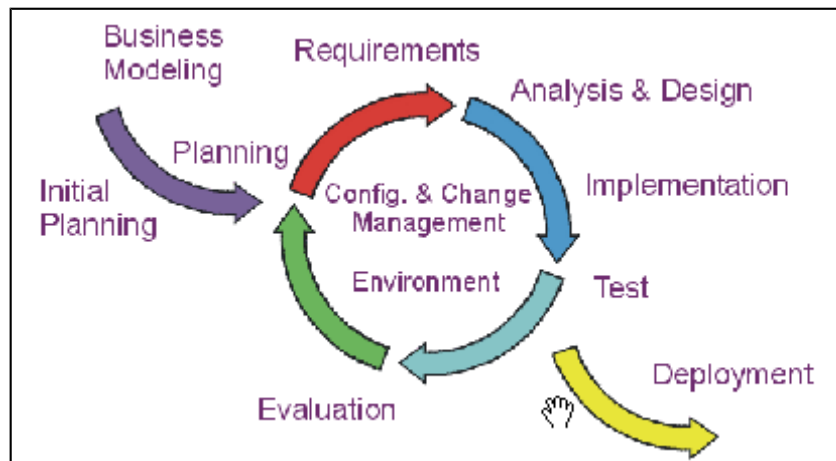 Business
Modeling
Requirements
Analysis & Design
Planning
Initial
Planning
Config. & Change
Management
Implementation
Environment
Test
Deployment
Evaluation